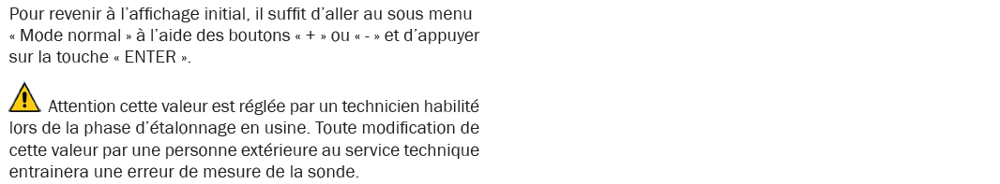 Pour revenir à l’affichage initial, il suffit d’aller au sous menu
« Mode normal » à l’aide des boutons « + » ou « - » et d’appuyer
sur la touche « ENTER ».
Attention cette valeur est réglée par un technicien habilité
lors de la phase d’étalonnage en usine. Toute modification de
cette valeur par une personne extérieure au service technique
entrainera une erreur de mesure de la sonde.